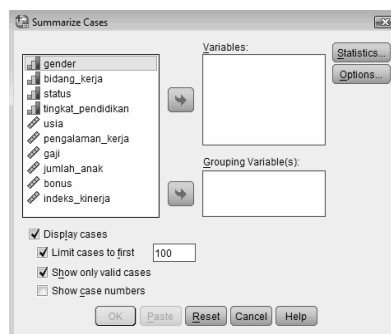 Summarize Cases
gender
bidang_kerja
status
tingkat_pendidikan
usia
pengalaman_kerja
gaji
jumlah_anak
bonus
indeks_kinerja
Variables:
Grouping Variable(s):
Statistics...
Options...
Display cases
Limit cases to first 100
Show only valid cases
Show case numbers
OK Paste Reset Cancel Help